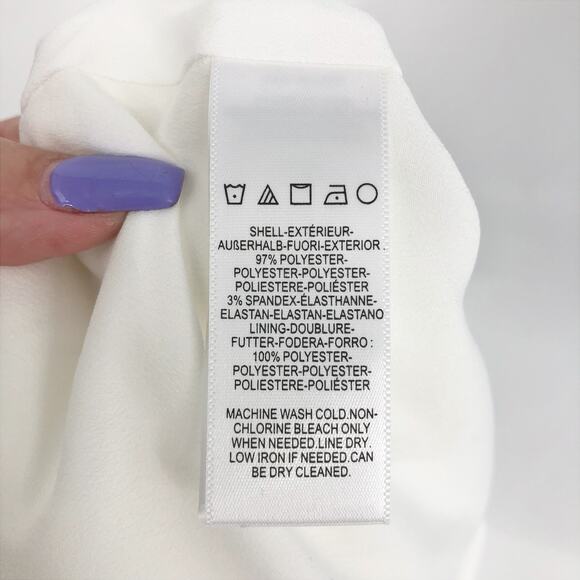 SHELL-EXTÉRIEUR-
AUßERHALB-FUORI-EXTERIOR :
97% POLYESTER-
POLYESTER-POLYESTER-
POLIESTERE-POLIÉSTER
3% SPANDEX-ÉLASTHANNE-
ELASTAN-ELASTAN-ELASTANO
LINING-DOUBLURE-
FUTTER-FODERA-FORRO :
100% POLYESTER-
POLYESTER-POLYESTER-
POLIESTERE-POLIÉSTER
MACHINE WASH COLD.NON-
CHLORINE BLEACH ONLY
WHEN NEEDED.LINE DRY.
LOW IRON IF NEEDED.CAN
BE DRY CLEANED.